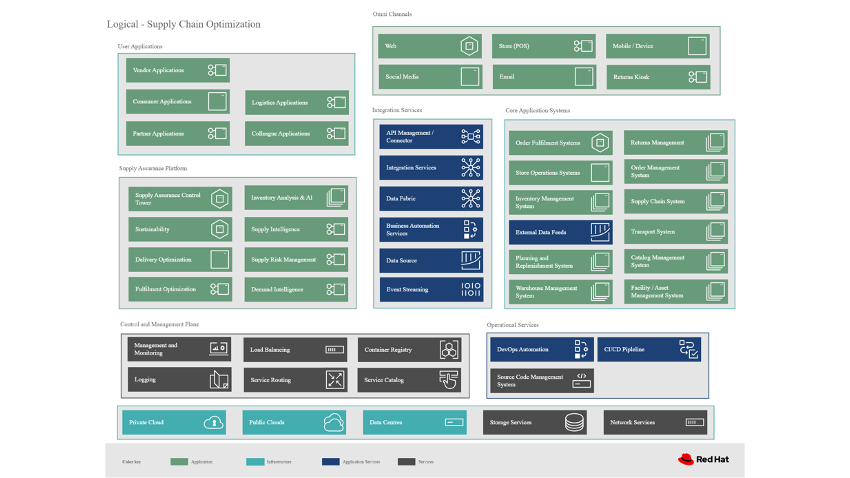 Logical - Supply Chain Optimization
User Applications
Vendor Applications
Consumer Applications
Logistics Applications
Partner Applications
Colleague Applications
Omni Channels
Web
Store (POS)
Mobile / Device
Social Media
Email
Returns Kiosk
Supply Assurance Platform
Supply Assurance Control
Tower
Inventory Analysis & AI
Sustainability
Supply Intelligence
Delivery Optimization
Supply Risk Management
Fulfilment Optimization
Demand Intelligence
Integration Services
API Management /
Connector
Integration Services
Data Fabric
Business Automation
Services
Data Source
Event Streaming
Core Application Systems
Order Fulfilment Systems
Returns Management
Store Operations Systems
Order Management
System
Inventory Management
System
Supply Chain System
External Data Feeds
Transport System
Planning and
Replenishment System
Catalog Management
System
Warehouse Management
System
Facility / Asset
Management System
Control and Management Plane
Management and
Monitoring
Load Balancing
Container Registry
Logging
Service Routing
Service Catalog
Operational Services
DevOps Automation
CI/CD Pipleline
Source Code Management
System
Private Cloud
Public Clouds
Data Centres
Storage Services
Network Services
Color key
Application
Infrastructure
Application Services
Services
Red Hat